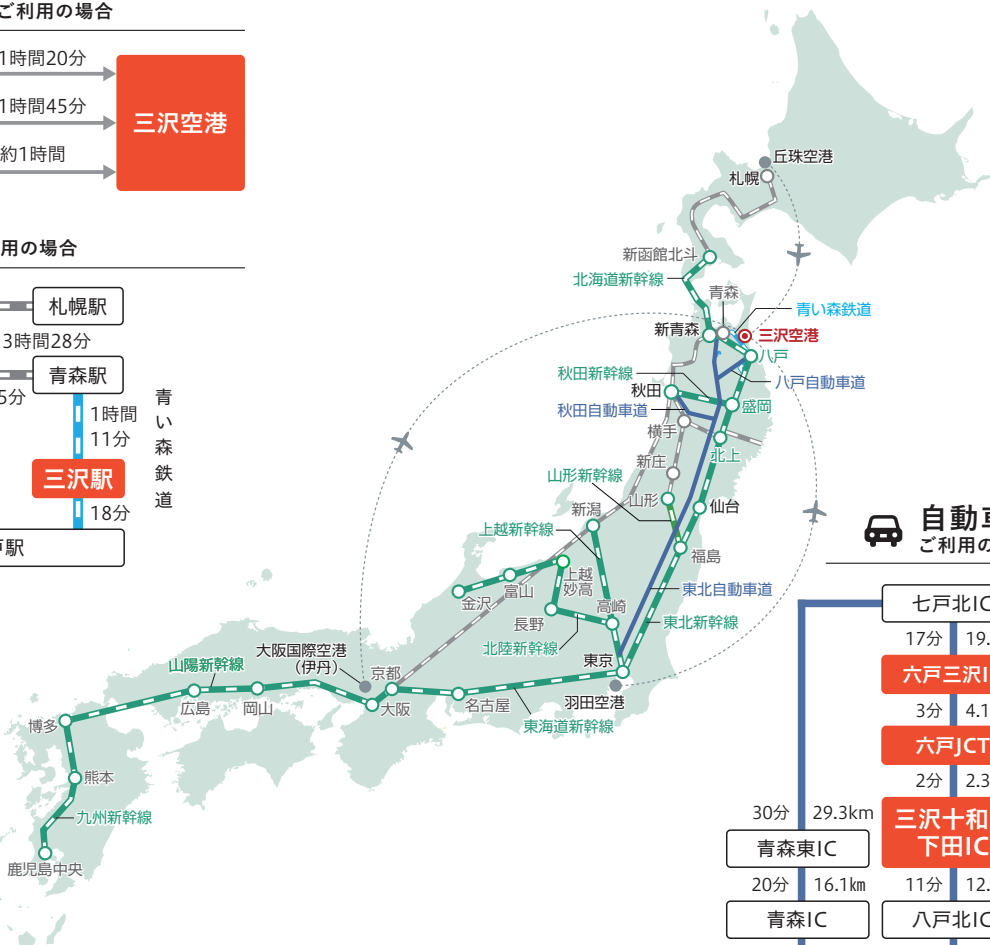 ご利用の場合
1時間20分
1時間45分
約1時間
三沢空港
用の場合
札幌駅
3時間28分
青森駅
5分
1時間
11分
青い森鉄道
三沢駅
18分
戸駅
丘珠空港
札幌
新函館北斗
北海道新幹線
青森
青い森鉄道
新青森
三沢空港
八戸
秋田新幹線
八戸自動車道
秋田
秋田自動車道
盛岡
横手
北上
新庄
山形新幹線
山形
仙台
新潟
上越新幹線
福島
上越
妙高
富山
金沢
東北自動車道
長野
高崎
東北新幹線
北陸新幹線
大阪国際空港
(伊丹)
東京
山陽新幹線
京都
羽田空港
広島
岡山
大阪
名古屋
東海道新幹線
博多
熊本
九州新幹線
鹿児島中央
自動車
ご利用の
七戸北IC
17分 19.
六戸三沢I
3分 4.1
六戸JCT
2分 2.3
三沢十和
下田IC
30分 29.3km
青森東IC
20分 16.1km
青森IC
11分 12.
八戸北IC